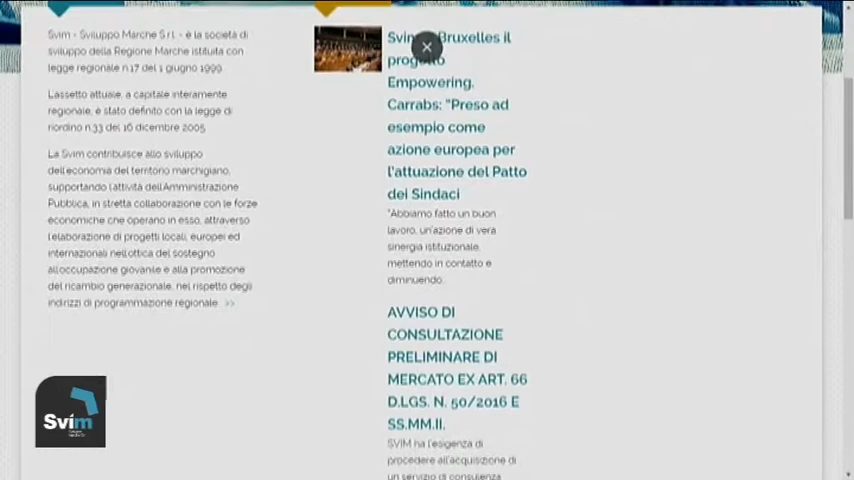 Svim - Sviluppo Marche S.r.l. - è la società di
sviluppo della Regione Marche istituita con
legge regionale n.17 del 1 giugno 1999.
L'assetto attuale, a capitale interamente
regionale, è stato definito con la legge di
riordino n.33 del 16 dicembre 2005.
La Svim contribuisce allo sviluppo
dell'economia del territorio marchigiano,
supportando l'attività dell'Amministrazione
Pubblica, in stretta collaborazione con le forze
economiche che operano in esso, attraverso
l'elaborazione di progetti locali, europei ed
internazionali nell'ottica del sostegno
all'occupazione giovanile e alla promozione
del ricambio generazionale, nel rispetto degli
indirizzi di programmazione regionale. >>
Bruxelles il
progetto
Empowering.
Carrabs: "Preso ad
esempio come
azione europea per
l'attuazione del Patto
dei Sindaci
"Abbiamo fatto un buon
lavoro, un'azione di vera
sinergia istituzionale,
mettendo in contatto e
diminuendo
AVVISO DI
CONSULTAZIONE
PRELIMINARE DI
MERCATO EX ART. 66
D.LGS. N. 50/2016 E
SS.MM.II.
SVIM ha l'esigenza di
procedere all'acquisizione di
un servizio di consulenza
Svim